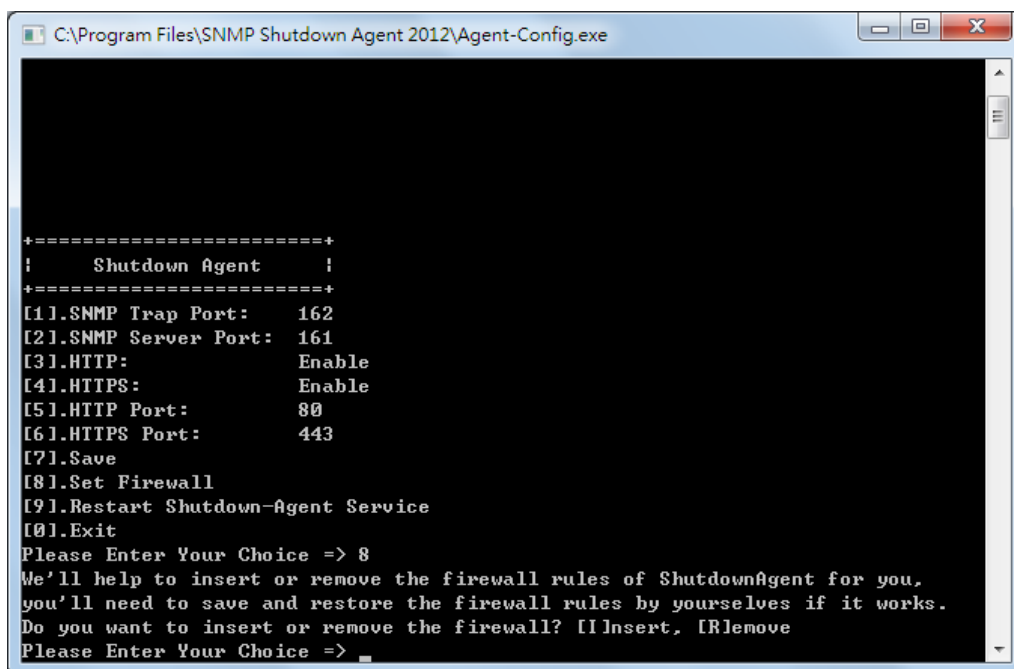 C:\Program Files\SNMP Shutdown Agent 2012\Agent-Config.exe
+========================+
|     Shutdown Agent     |
+========================+
[1].SNMP Trap Port:    162
[2].SNMP Server Port:  161
[3].HTTP:              Enable
[4].HTTPS:             Enable
[5].HTTP Port:         80
[6].HTTPS Port:        443
[7].Save
[8].Set Firewall
[9].Restart Shutdown-Agent Service
[0].Exit
Please Enter Your Choice => 8
We'll help to insert or remove the firewall rules of ShutdownAgent for you,
you'll need to save and restore the firewall rules by yourselves if it works.
Do you want to insert or remove the firewall? [I]nsert, [R]emove
Please Enter Your Choice => _